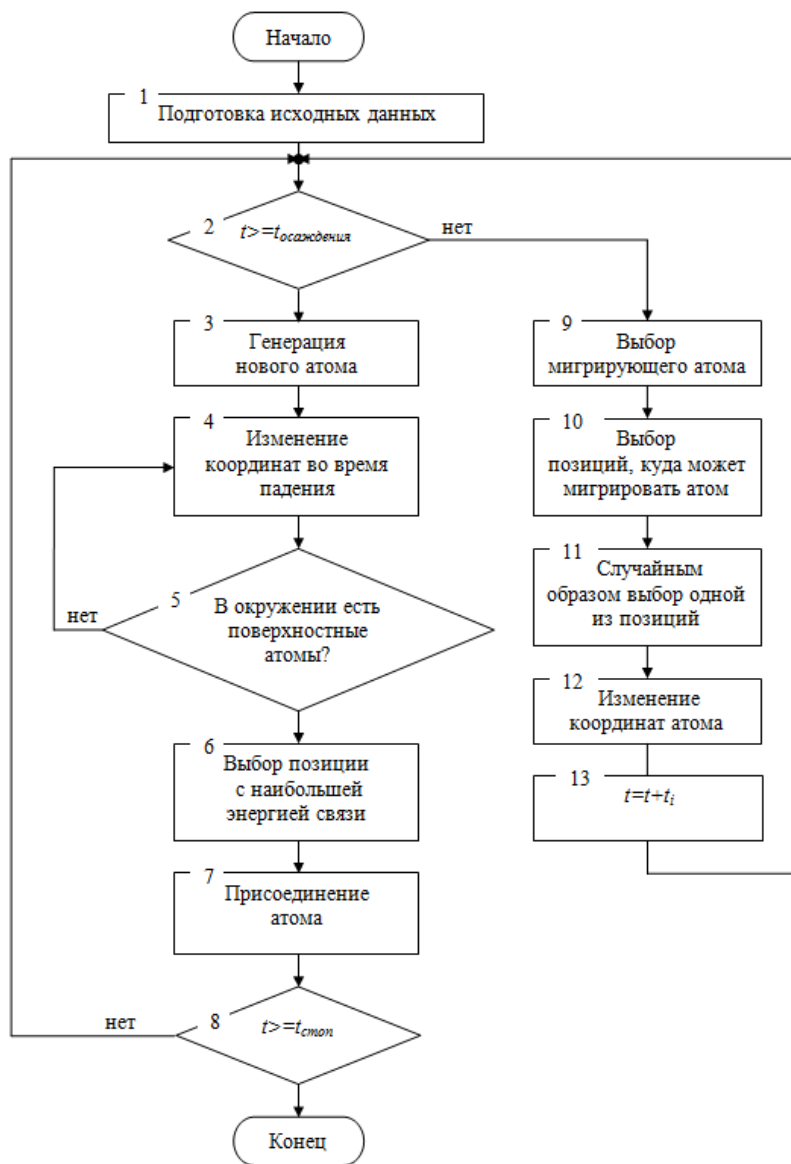 Начало
1
Подготовка исходных данных
2
t>=tосаждения
нет
3
Генерация
нового атома
4
Изменение
координат во время
падения
5
В окружении есть
поверхностные
атомы?
нет
6
Выбор позиции
с наибольшей
энергией связи
7
Присоединение
атома
8
t>=tстоп
нет
Конец
9
Выбор
мигрирующего атома
10
Выбор
позиций, куда может
мигрировать атом
11
Случайным
образом выбор одной
из позиций
12
Изменение
координат атома
13
t=t+ti